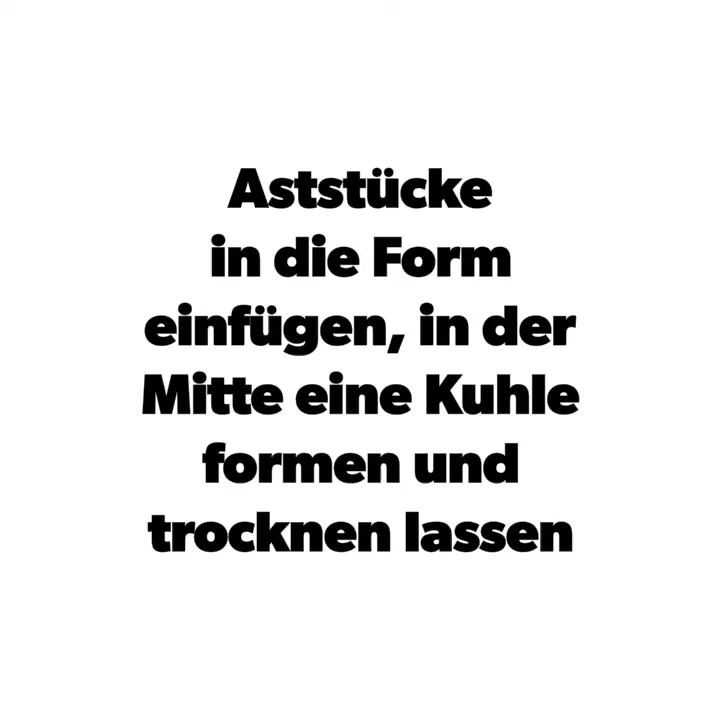 Aststücke
in die Form
einfügen, in der
Mitte eine Kuhle
formen und
trocknen lassen